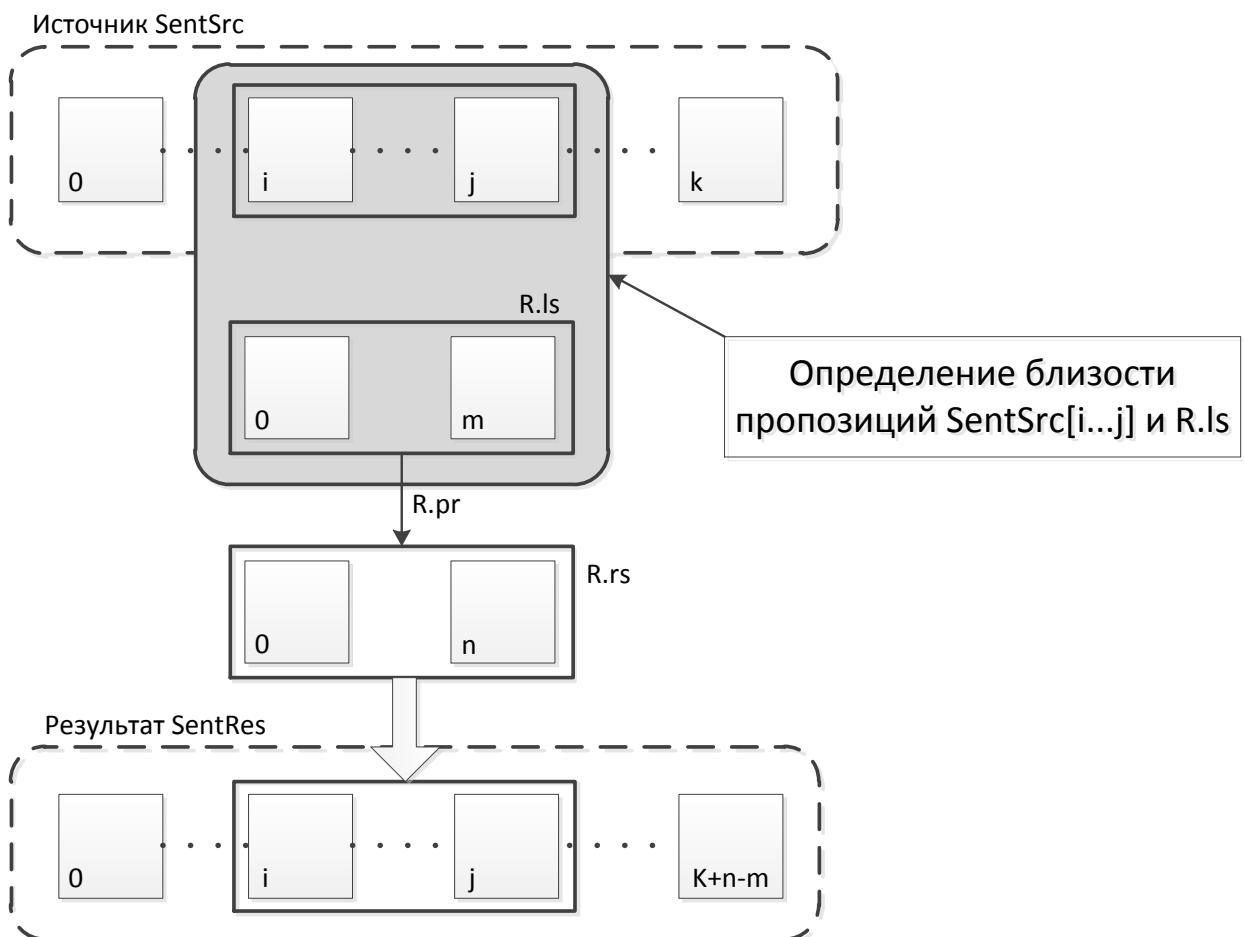 Источник SentSrc
0
i
j
k
R.ls
0
m
Определение близости
пропозиций SentSrc[i...j] и R.ls
R.pr
R.rs
0
n
Результат SentRes
0
i
j
K+n-m